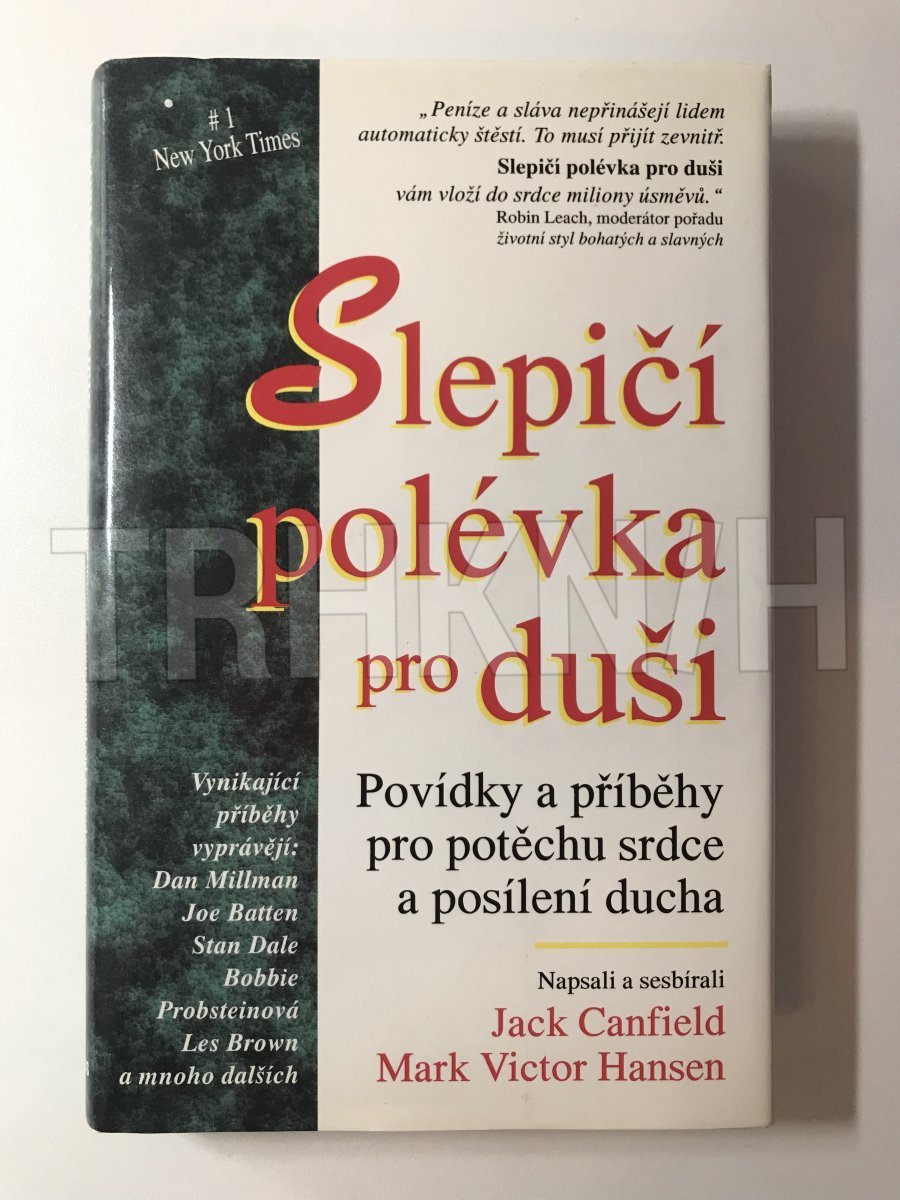 # 1
New York Times
„Peníze a sláva nepřinášejí lidem
automaticky štěstí. To musí přijít zevnitř.
Slepičí polévka pro duši
vám vloží do srdce miliony úsměvů.“
Robin Leach, moderátor pořadu
životní styl bohatých a slavných
Slepičí
polévka
pro duši
TRHKNIH
Povídky a příběhy
pro potěchu srdce
a posílení ducha
Vynikající
příběhy
vyprávějí:
Dan Millman
Joe Batten
Stan Dale
Bobbie
Probsteinová
Les Brown
a mnoho dalších
Napsali a sesbírali
Jack Canfield
Mark Victor Hansen